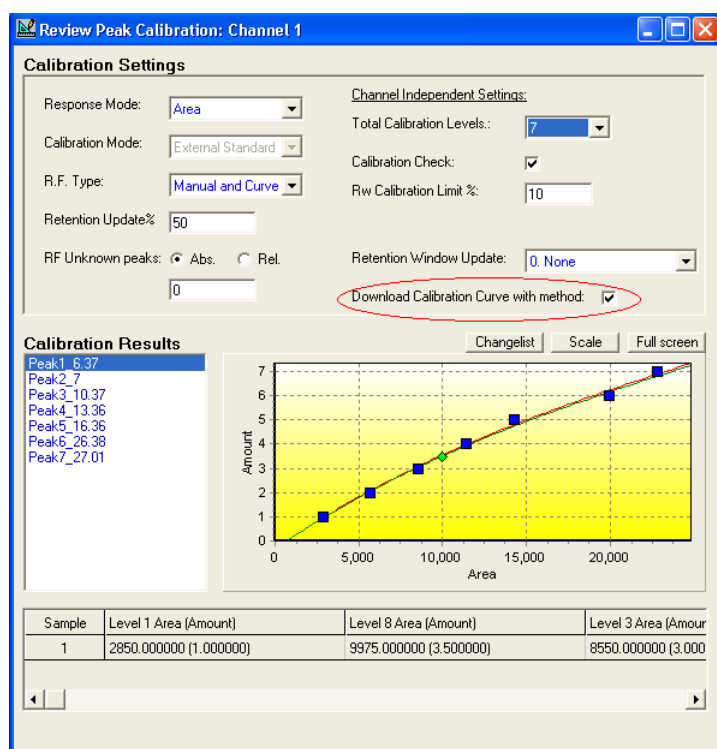 Review Peak Calibration: Channel 1
Calibration Settings
Response Mode: Area
Calibration Mode: External Standard
R.F. Type: Manual and Curve
Retention Update% 50
RF Unknown peaks: Abs. Rel.
0
Channel Independent Settings:
Total Calibration Levels.: 7
Calibration Check:
Rw Calibration Limit %: 10
Retention Window Update: 0. None
Download Calibration Curve with method:
Calibration Results
Changelist Scale Full screen
Peak1_6.37
Peak2_7
Peak3_10.37
Peak4_13.36
Peak5_16.36
Peak6_26.38
Peak7_27.01
Amount
7
6
5
4
3
2
1
0
0 5,000 10,000 15,000 20,000
Area
Sample Level 1 Area (Amount) Level 8 Area (Amount) Level 3 Area (Amour
1 2850.000000 (1.000000) 9975.000000 (3.500000) 8550.000000 (3.000